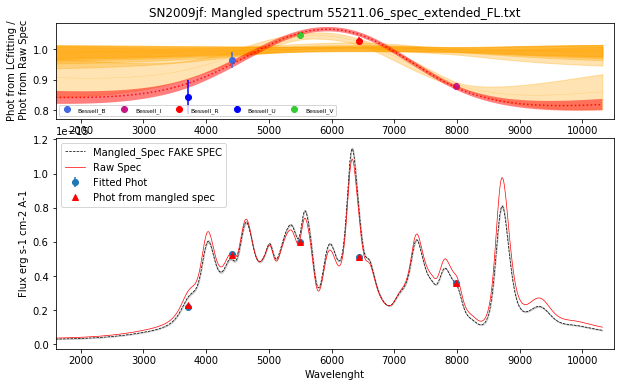 SN2009jf: Mangled spectrum 55211.06_spec_extended_FL.txt
Phot from LCfitting /
Phot from Raw Spec
1.0
0.9
0.8
Bessell_B
Bessell_I
Bessell_R
Bessell_U
Bessell_V
2000 3000 4000 5000 6000 7000 8000 9000 10000
Flux erg s-1 cm-2 A-1
1.2
1.0
0.8
0.6
0.4
0.2
0.0
Mangled_Spec FAKE SPEC
Raw Spec
Fitted Phot
Phot from mangled spec
2000 3000 4000 5000 6000 7000 8000 9000 10000
Wavelenght